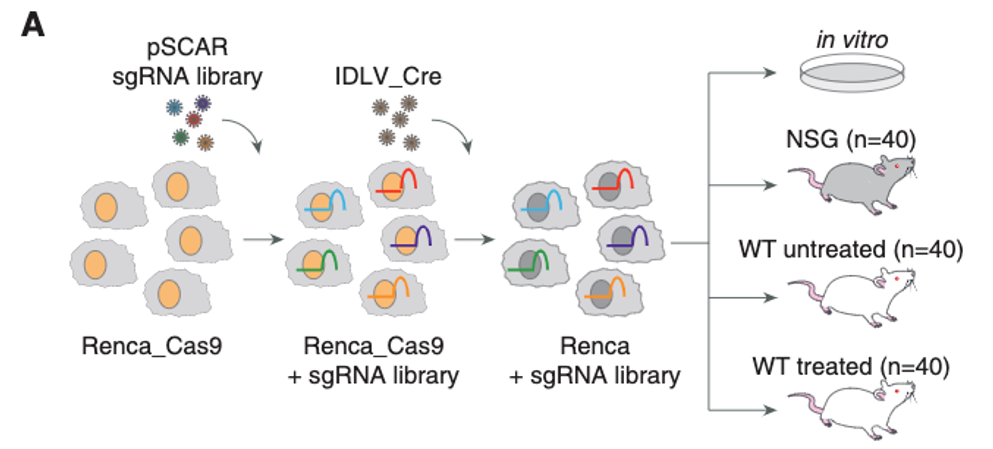 A
pSCAR
sgRNA library
IDLV_Cre
Renca_Cas9
Renca_Cas9
+ sgRNA library
Renca
+ sgRNA library
in vitro
NSG (n=40)
WT untreated (n=40)
WT treated (n=40)